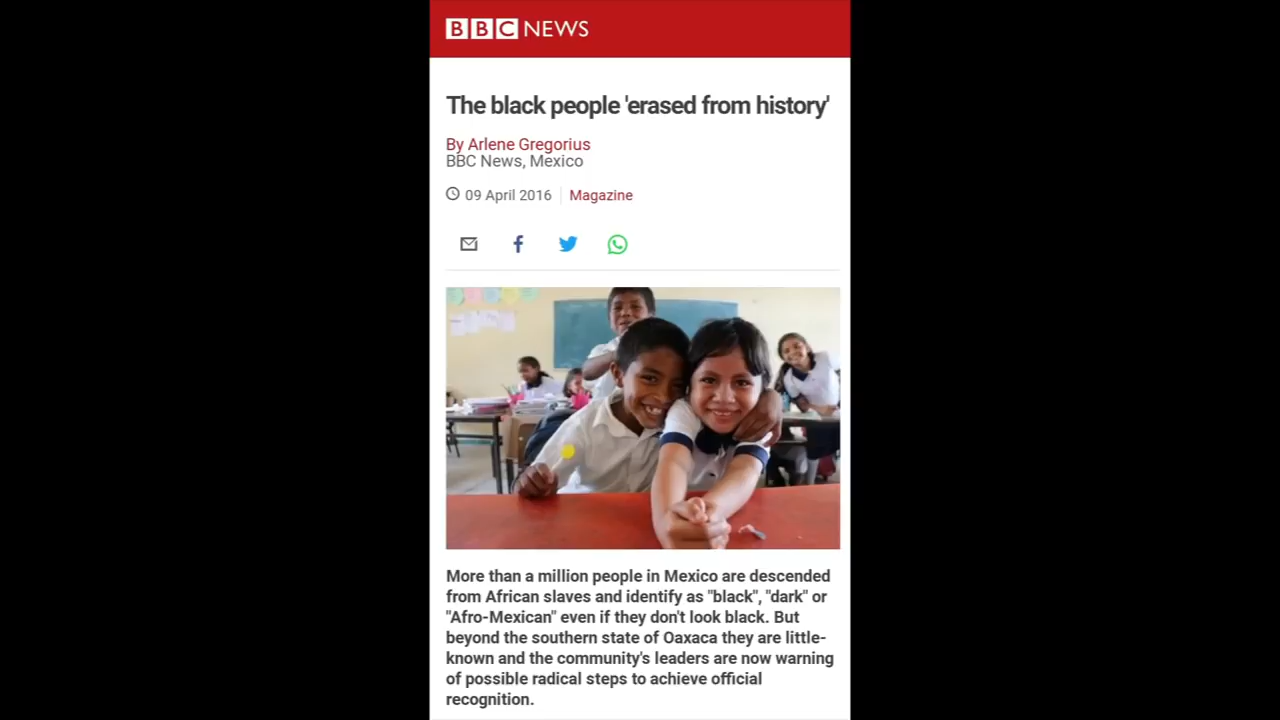 BBC NEWS
The black people 'erased from history'
By Arlene Gregorius
BBC News, Mexico
09 April 2016 | Magazine
More than a million people in Mexico are descended
from African slaves and identify as "black", "dark" or
"Afro-Mexican" even if they don't look black. But
beyond the southern state of Oaxaca they are little-
known and the community's leaders are now warning
of possible radical steps to achieve official
recognition.